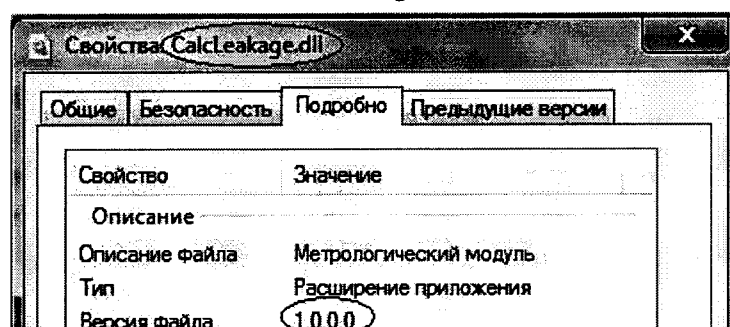 Свойства: CalcLeakage.dll
Общие Безопасность Подробно Предыдущие версии
Свойство Значение
Описание
Описание файла Метрологический модуль
Тип Расширение приложения
Версия файла 1.0.0.0